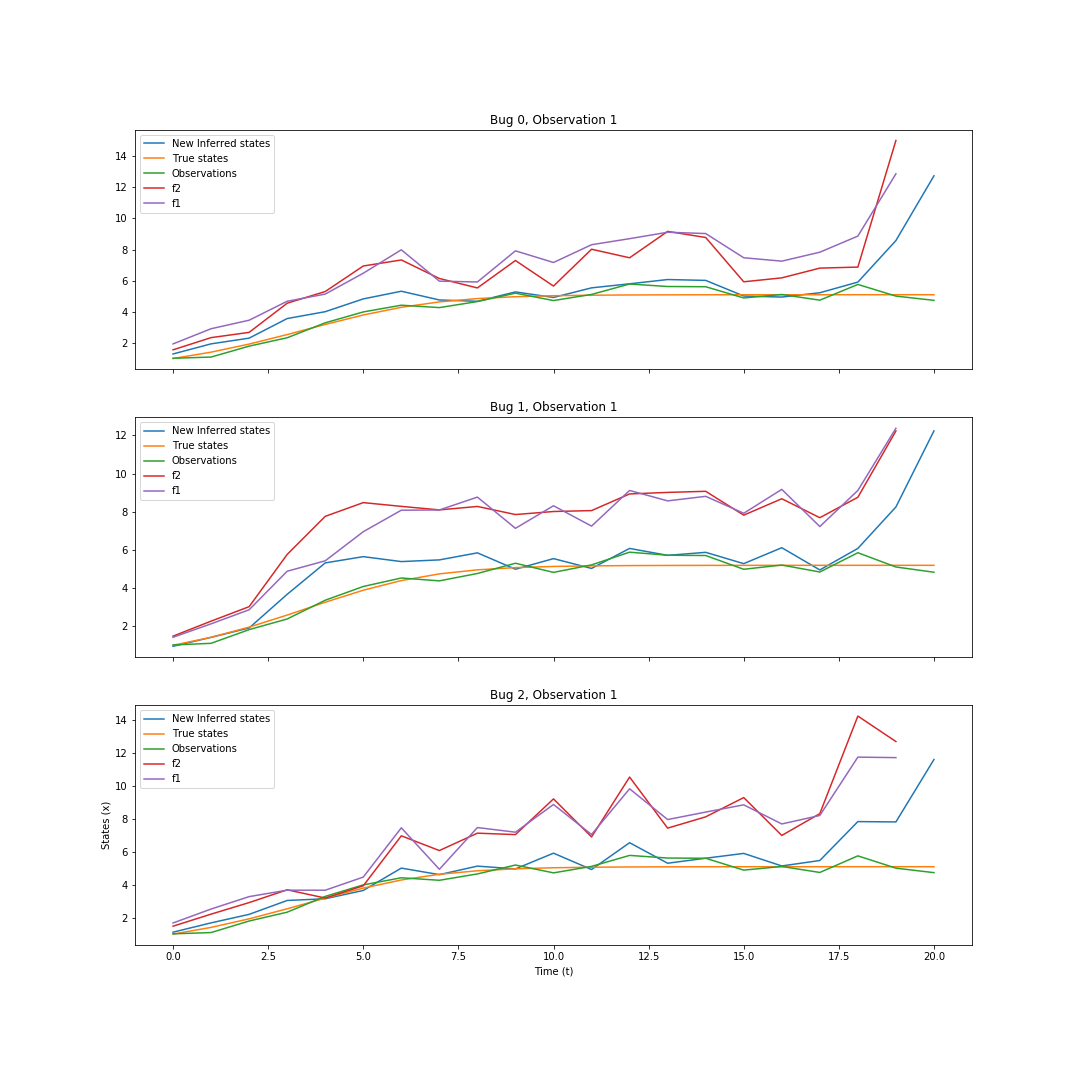 Bug 0, Observation 1
New Inferred states
True states
Observations
f2
f1
14
12
10
8
6
4
2
Bug 1, Observation 1
New Inferred states
True states
Observations
f2
f1
12
10
8
6
4
2
Bug 2, Observation 1
New Inferred states
True states
Observations
f2
f1
14
12
10
8
6
4
2
States (x)
0.0 2.5 5.0 7.5 10.0 12.5 15.0 17.5 20.0
Time (t)